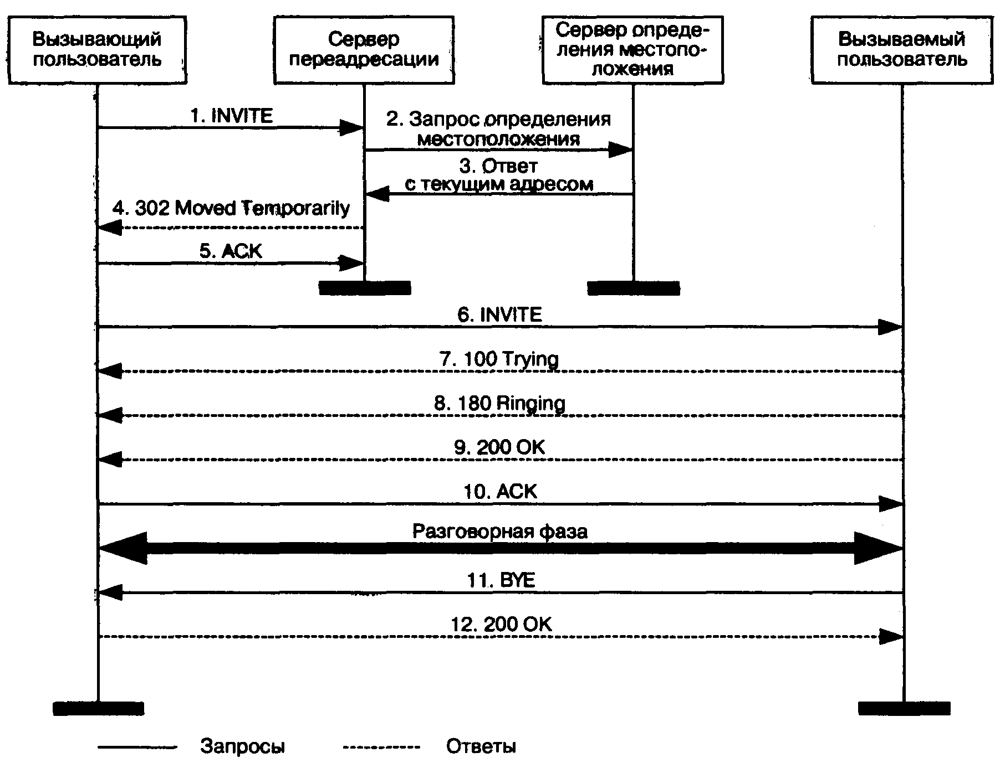 Вызывающий
пользователь
Сервер
переадресации
Сервер опреде-
ления местопо-
ложения
Вызываемый
пользователь
1. INVITE
2. Запрос определения
местоположения
3. Ответ
с текущим адресом
4. 302 Moved Temporarily
5. ACK
6. INVITE
7. 100 Trying
8. 180 Ringing
9. 200 OK
10. ACK
Разговорная фаза
11. BYE
12. 200 OK
Запросы
Ответы